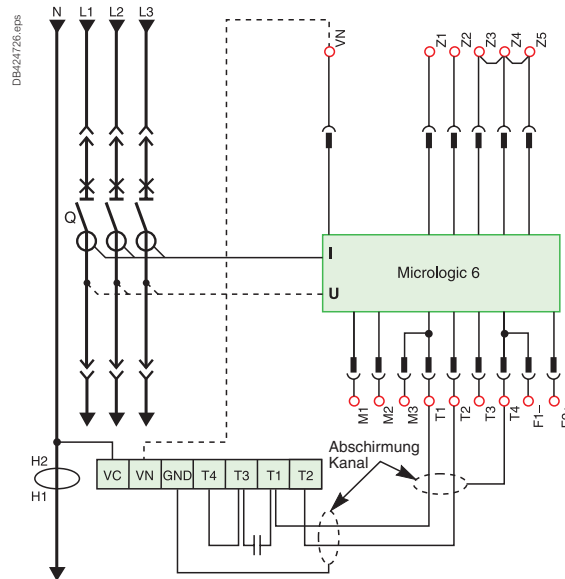 DB424726.eps
N L1 L2 L3
VN Z1 Z2 Z3 Z4 Z5
Q
I
U
Micrologic 6
M1 M2 M3 T1 T2 T3 T4 F1–
Abschirmung
Kanal
H2
H1
VC VN GND T4 T3 T1 T2